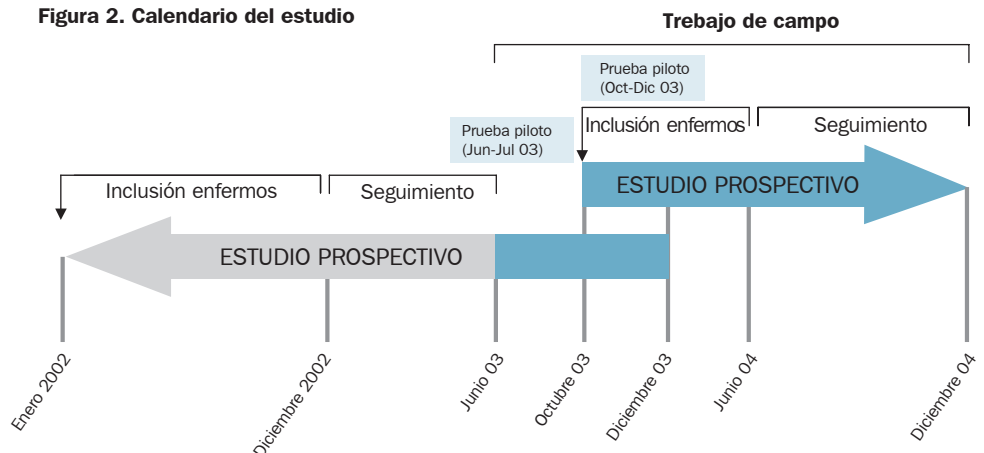 Figura 2. Calendario del estudio
Trabajo de campo
Prueba piloto
(Oct-Dic 03)
Prueba piloto
(Jun-Jul 03)
Inclusión enfermos
Seguimiento
Inclusión enfermos
Seguimiento
ESTUDIO PROSPECTIVO
ESTUDIO PROSPECTIVO
Enero 2002
Diciembre 2002
Junio 03
Octubre 03
Diciembre 03
Junio 04
Diciembre 04